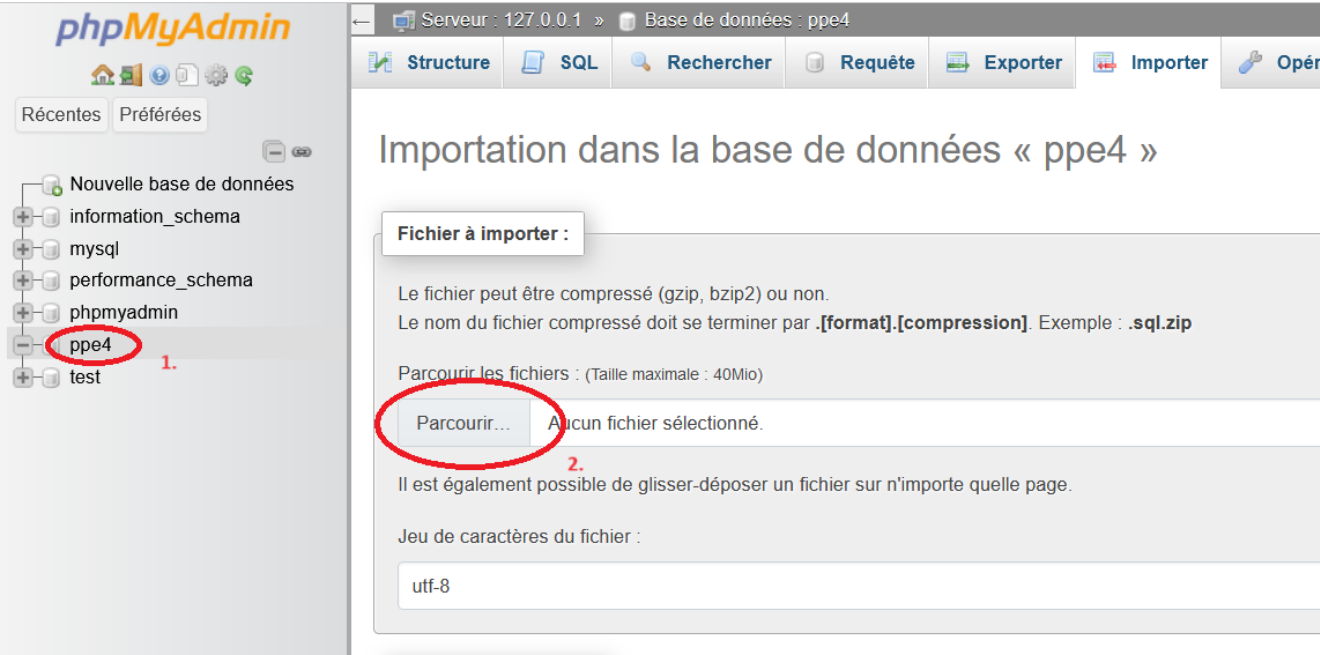 phpMyAdmin
Récentes Préférées
Nouvelle base de données
information_schema
mysql
performance_schema
phpmyadmin
ppe4
1.
test
← Serveur : 127.0.0.1 » Base de données : ppe4
Structure SQL Rechercher Requête Exporter Importer Opér
Importation dans la base de données « ppe4 »
Fichier à importer :
Le fichier peut être compressé (gzip, bzip2) ou non.
Le nom du fichier compressé doit se terminer par .[format].[compression]. Exemple : .sql.zip
Parcourir les fichiers : (Taille maximale : 40Mio)
Parcourir... Aucun fichier sélectionné.
2.
Il est également possible de glisser-déposer un fichier sur n'importe quelle page.
Jeu de caractères du fichier :
utf-8